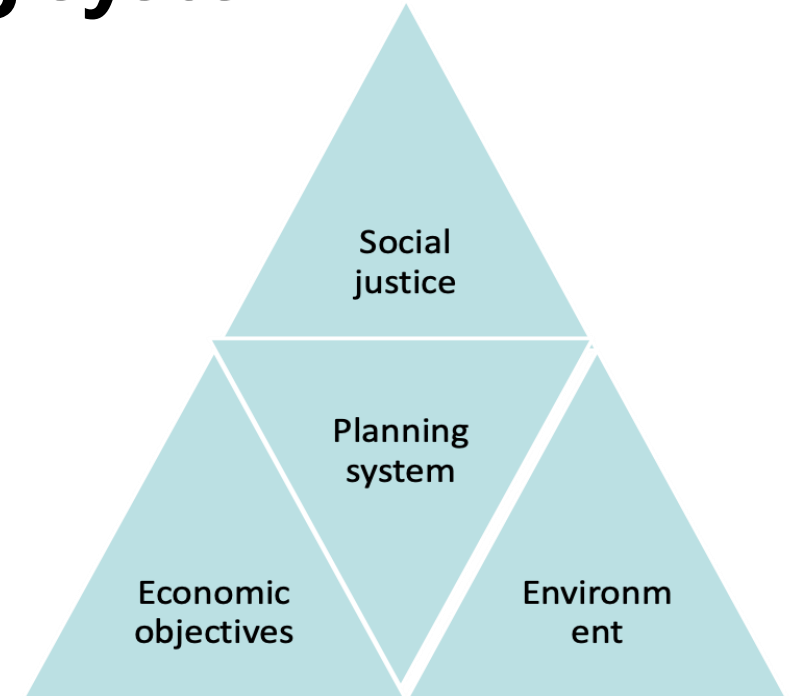 Social
justice
Planning
system
Economic
objectives
Environm
ent